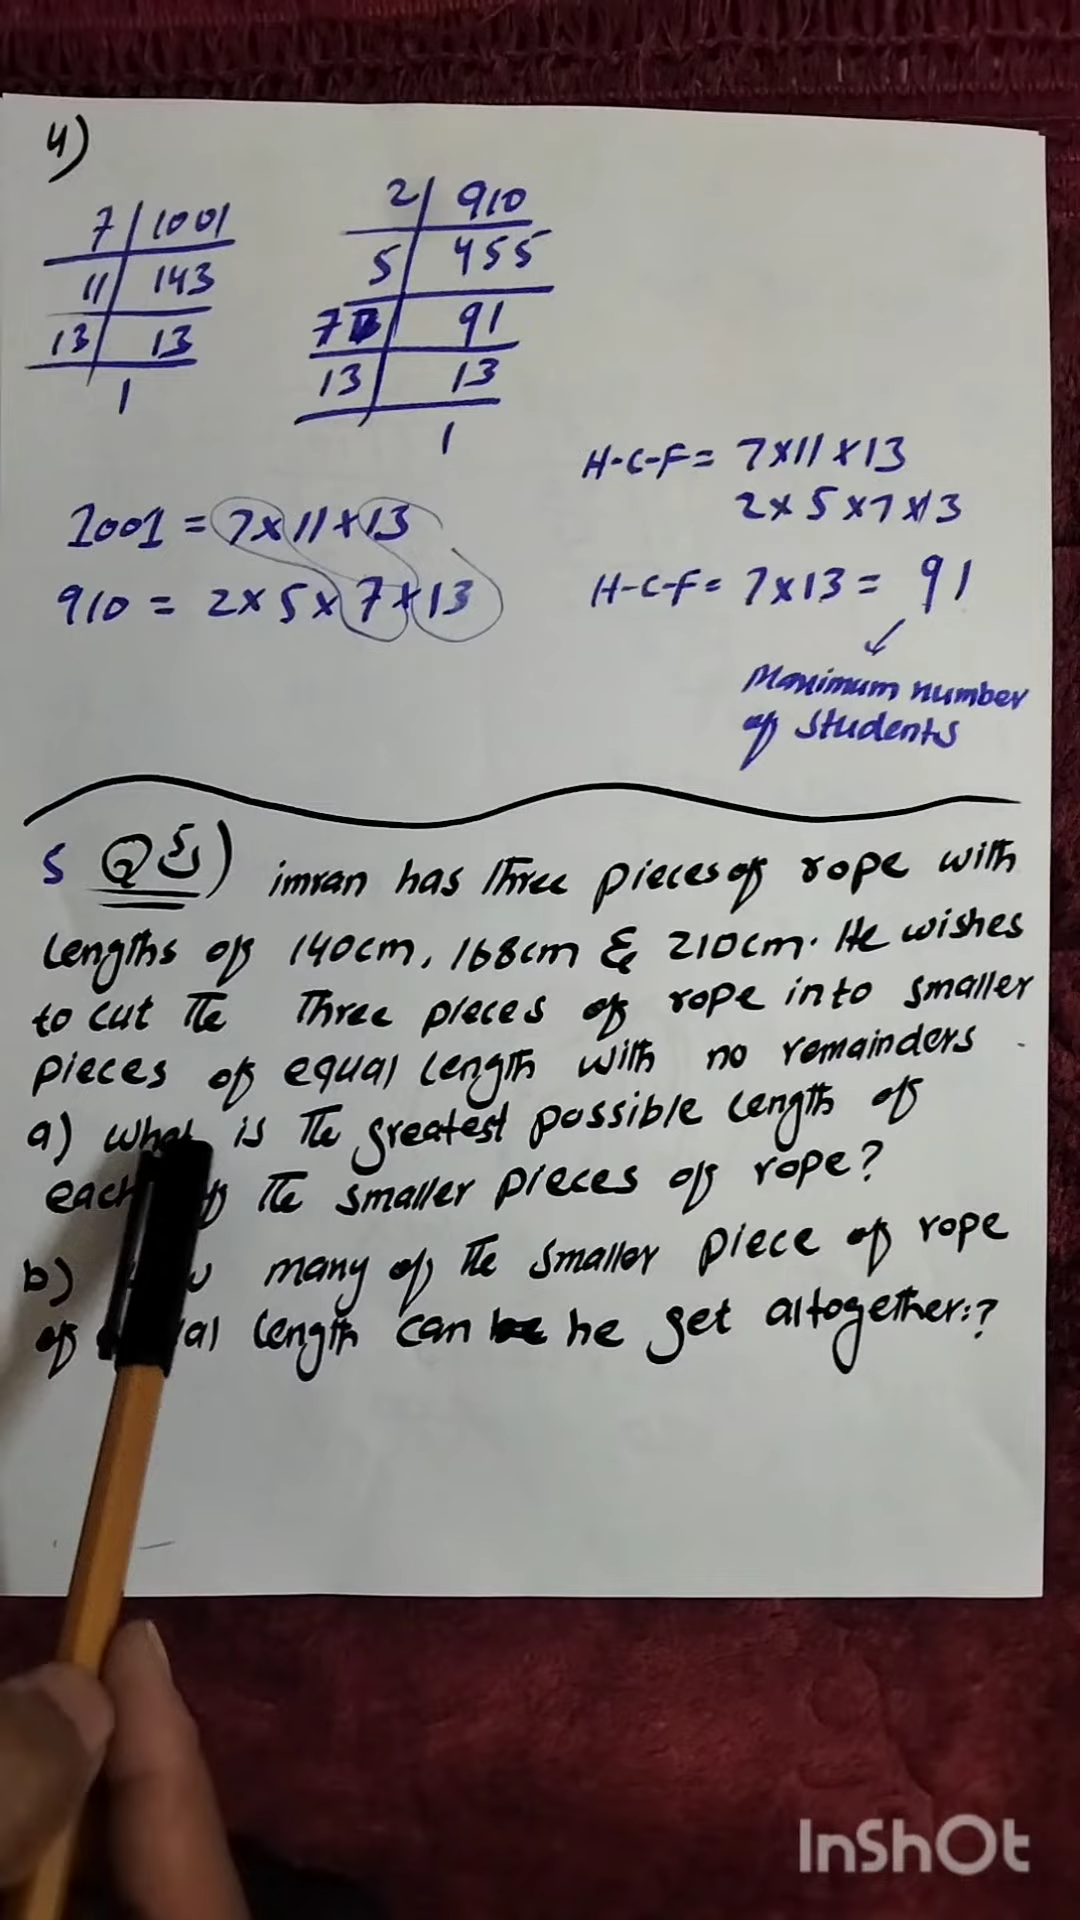 4)
7 1001
11 143
13 13
1
2 910
5 455
7 91
13 13
1
H-C-F = 7×11×13
2×5×7×13
1001 = 7×11×13
910 = 2×5×7×13
H-C-F = 7×13 = 91
Maximum number
of students
5 Q5) imran has three pieces of rope with
lengths of 140cm, 168cm & 210cm. He wishes
to cut the three pieces of rope into smaller
pieces of equal length with no remainders.
a) what is the greatest possible length of
each of the smaller pieces of rope?
b) many of the smaller piece of rope
of length can he get altogether:?
InShOt